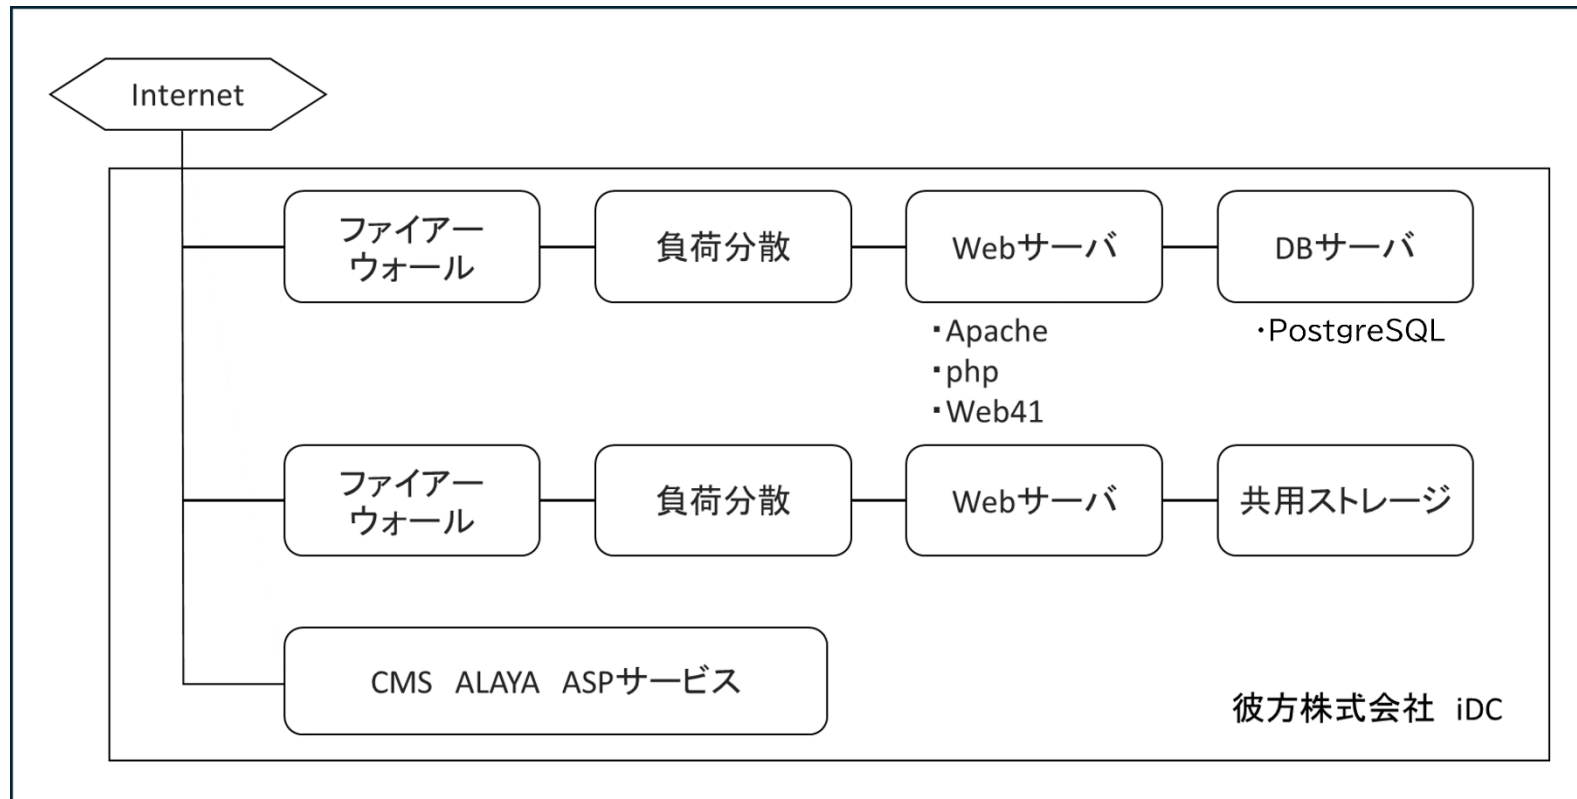 Internet
ファイアー
ウォール
負荷分散
Webサーバ
DBサーバ
・Apache
・php
・Web41
・PostgreSQL
ファイアー
ウォール
負荷分散
Webサーバ
共用ストレージ
CMS ALAYA ASPサービス
彼方株式会社 iDC